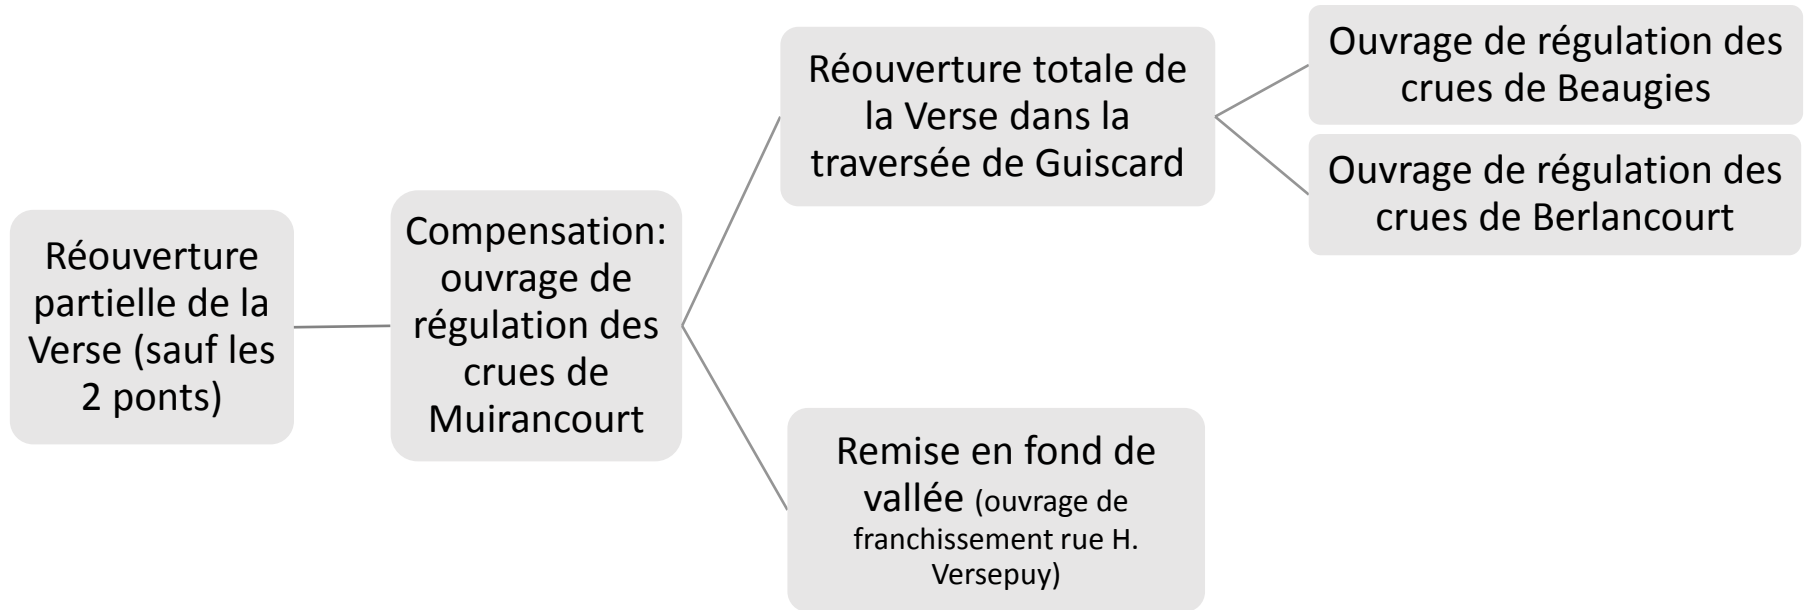 Réouverture
partielle de la
Verse (sauf les
2 ponts)
Compensation:
ouvrage de
régulation des
crues de
Muirancourt
Réouverture totale de
la Verse dans la
traversée de Guiscard
Ouvrage de régulation des
crues de Beaugies
Ouvrage de régulation des
crues de Berlancourt
Remise en fond de
vallée (ouvrage de
franchissement rue H.
Versepuy)